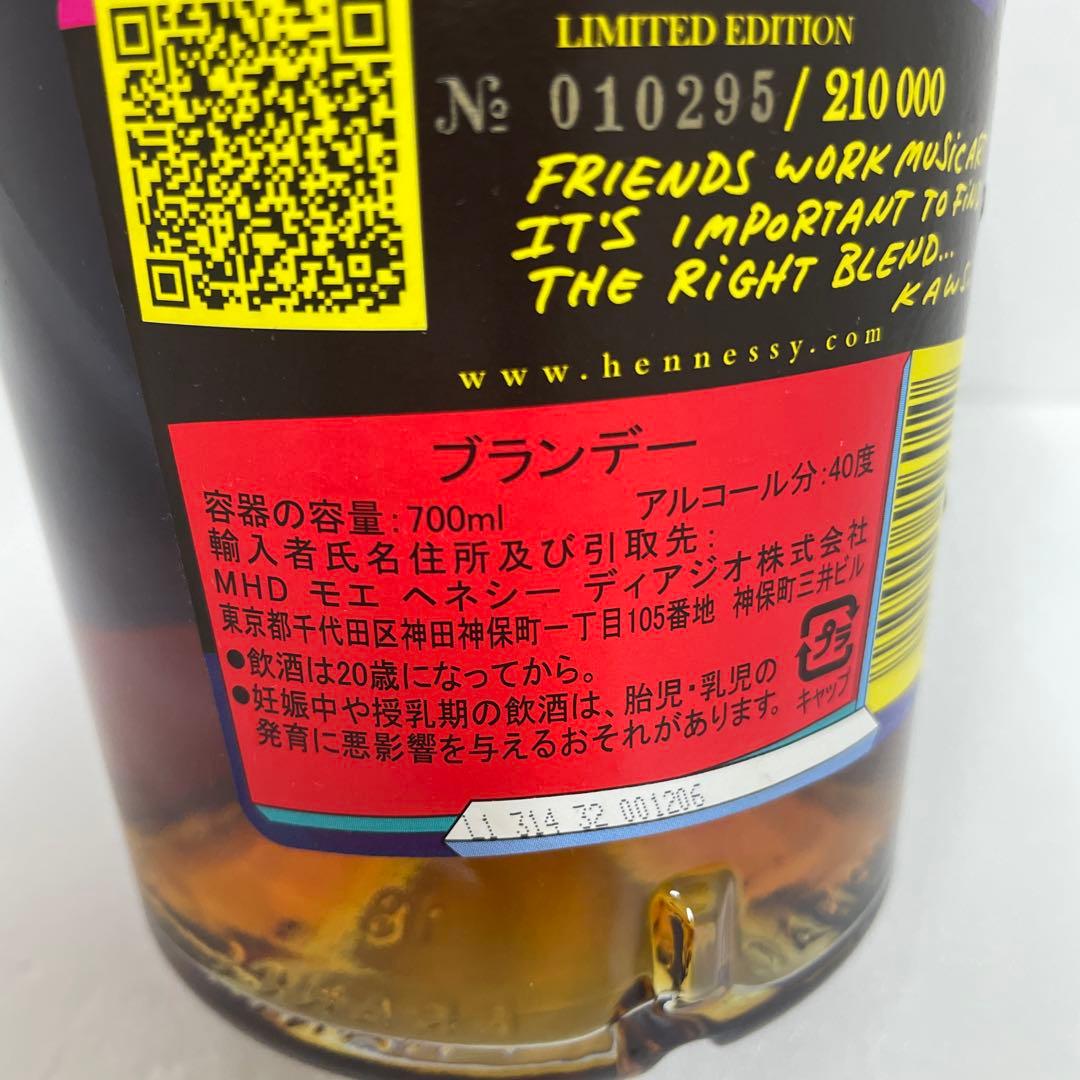 LIMITED EDITION
№ 010295 / 210 000
FRIENDS WORK MUSIC
IT'S IMPORTANT TO
THE RIGHT BLEND...
KAWS.
www.hennessy.com
ブランデー
容器の容量:700ml アルコール分:40度
輸入者氏名住所及び引取先:
MHD モエ ヘネシー ディアジオ株式会社
東京都千代田区神田神保町一丁目105番地 神保町三井ビル
●飲酒は20歳になってから。
●妊娠中や授乳期の飲酒は、胎児・乳児の
発育に悪影響を与えるおそれがあります。
プラ
キャップ
314 32 001206